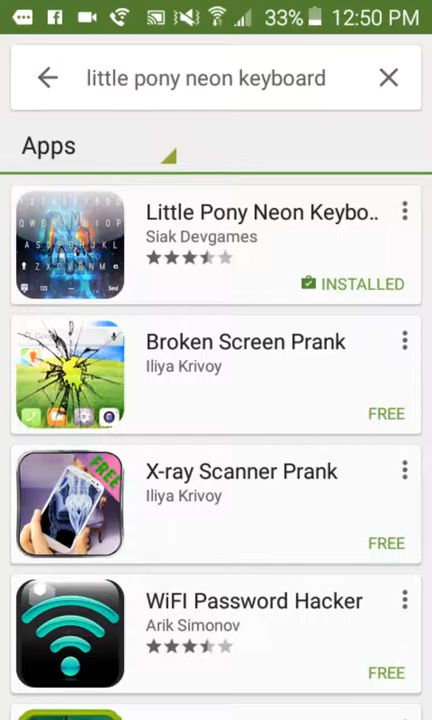 33% 12:50 PM
little pony neon keyboard
Apps
Little Pony Neon Keybo..
Siak Devgames
INSTALLED
Broken Screen Prank
Iliya Krivoy
FREE
FREE
X-ray Scanner Prank
Iliya Krivoy
FREE
WiFI Password Hacker
Arik Simonov
FREE